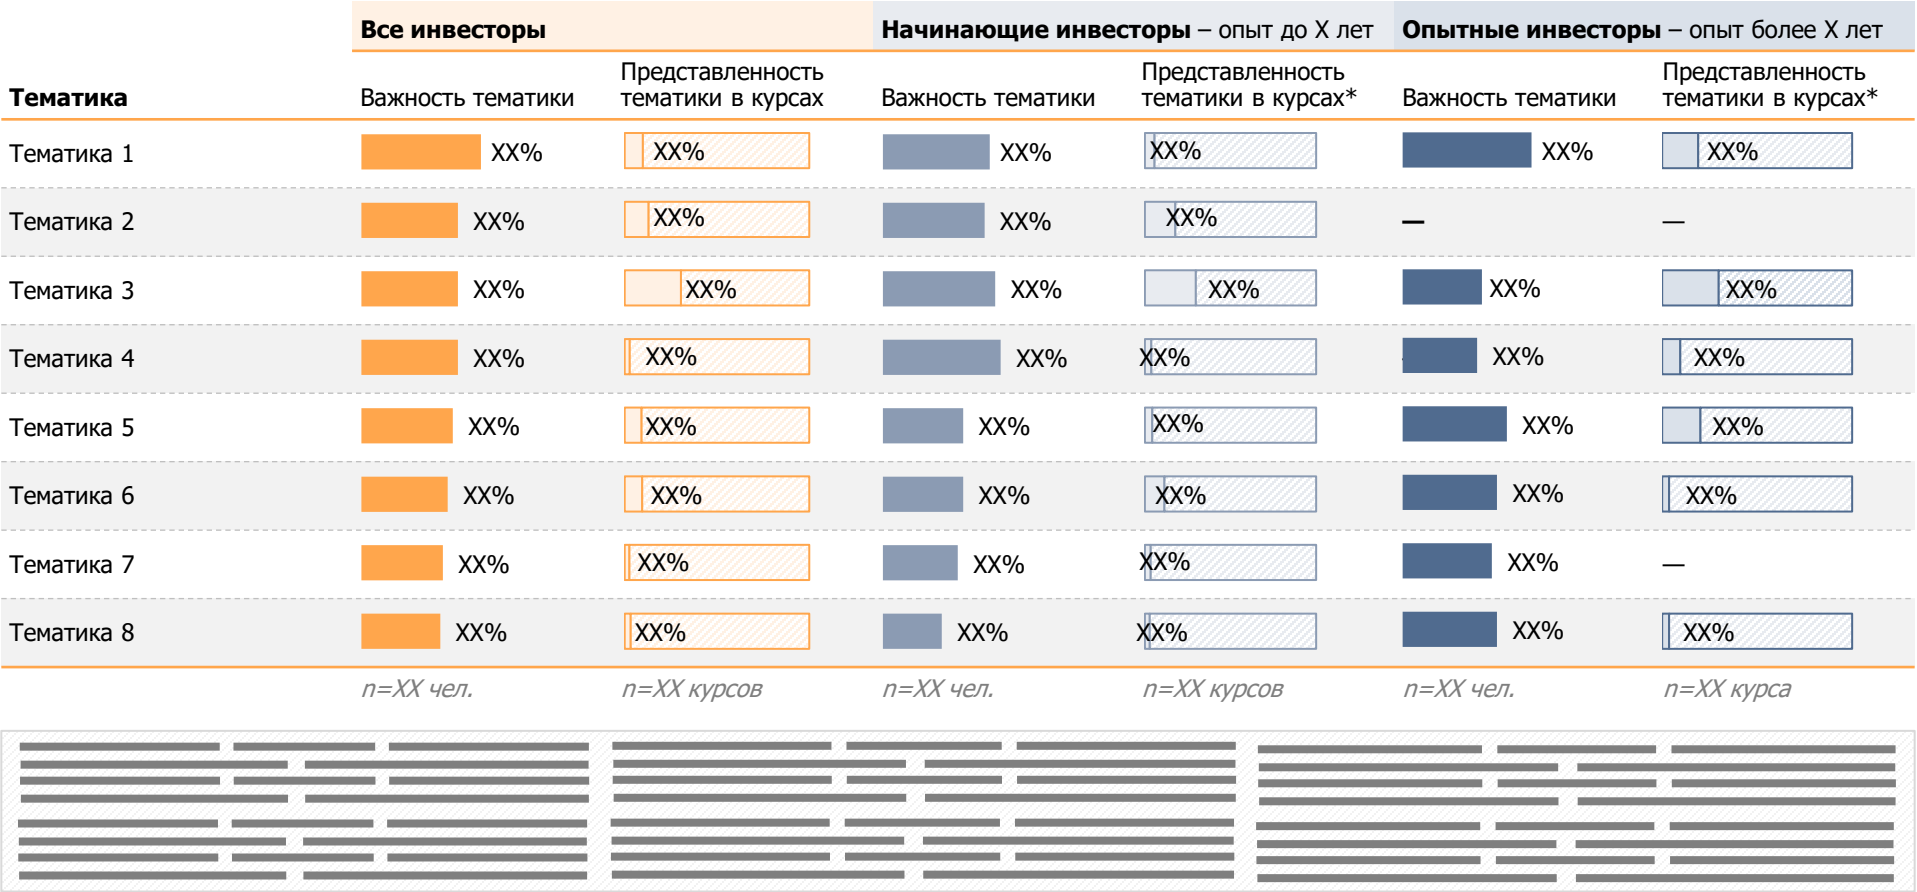 Все инвесторы
Начинающие инвесторы – опыт до X лет
Опытные инвесторы – опыт более X лет
Тематика
Важность тематики
Представленность
тематики в курсах
Важность тематики
Представленность
тематики в курсах*
Важность тематики
Представленность
тематики в курсах*
Тематика 1 XX% XX% XX% XX% XX% XX%
Тематика 2 XX% XX% XX% XX% — —
Тематика 3 XX% XX% XX% XX% XX% XX%
Тематика 4 XX% XX% XX% XX% XX% XX%
Тематика 5 XX% XX% XX% XX% XX% XX%
Тематика 6 XX% XX% XX% XX% XX% XX%
Тематика 7 XX% XX% XX% XX% XX% —
Тематика 8 XX% XX% XX% XX% XX% XX%
n=XX чел. n=XX курсов n=XX чел. n=XX курсов n=XX чел. n=XX курса